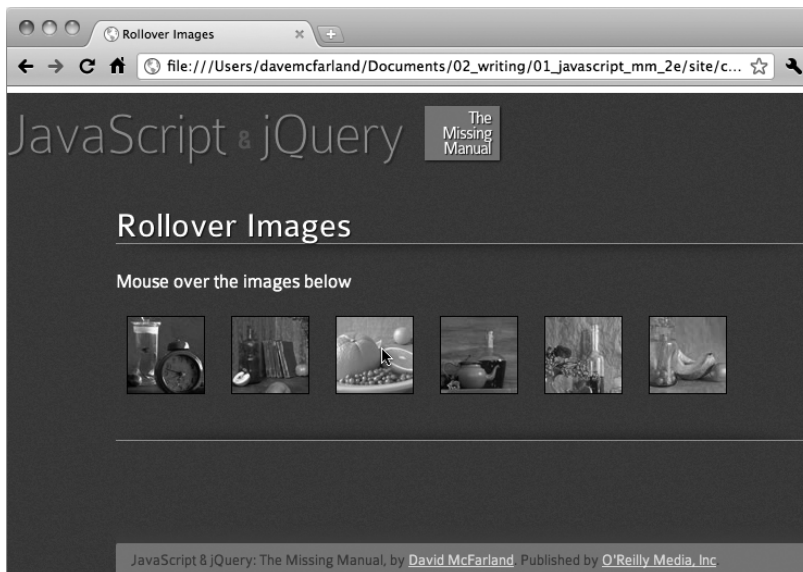 Rollover Images
file:///Users/davemcfarland/Documents/02_writing/01_javascript_mm_2e/site/c...
JavaScript & jQuery
The
Missing
Manual
Rollover Images
Mouse over the images below
JavaScript & jQuery: The Missing Manual, by David McFarland. Published by O'Reilly Media, Inc.